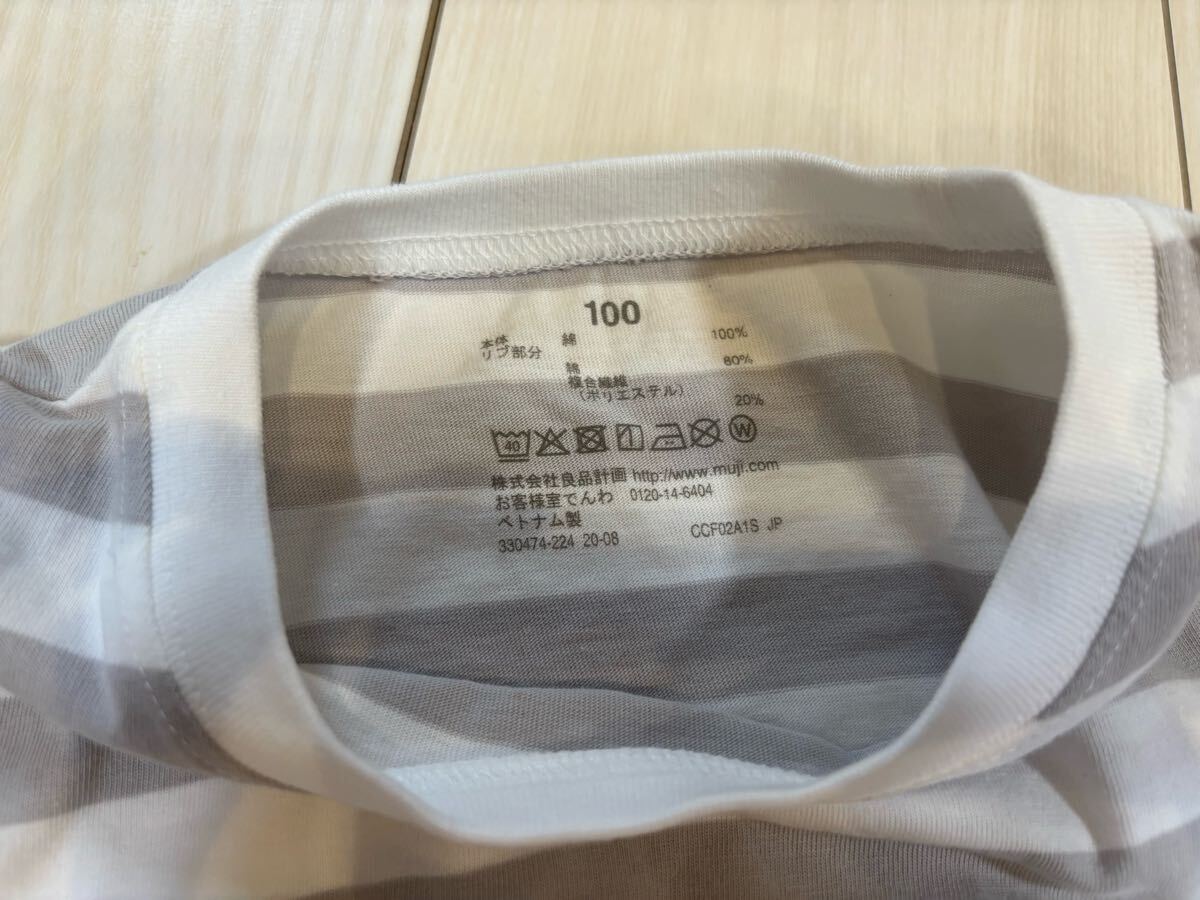 100
本体 綿 100%
リブ部分 綿 80%
複合繊維
(ポリエステル) 20%
40 W
株式会社良品計画 http://www.muji.com
お客様室でんわ 0120-14-6404
ベトナム製
330474-224 20-08 CCF02A1S JP